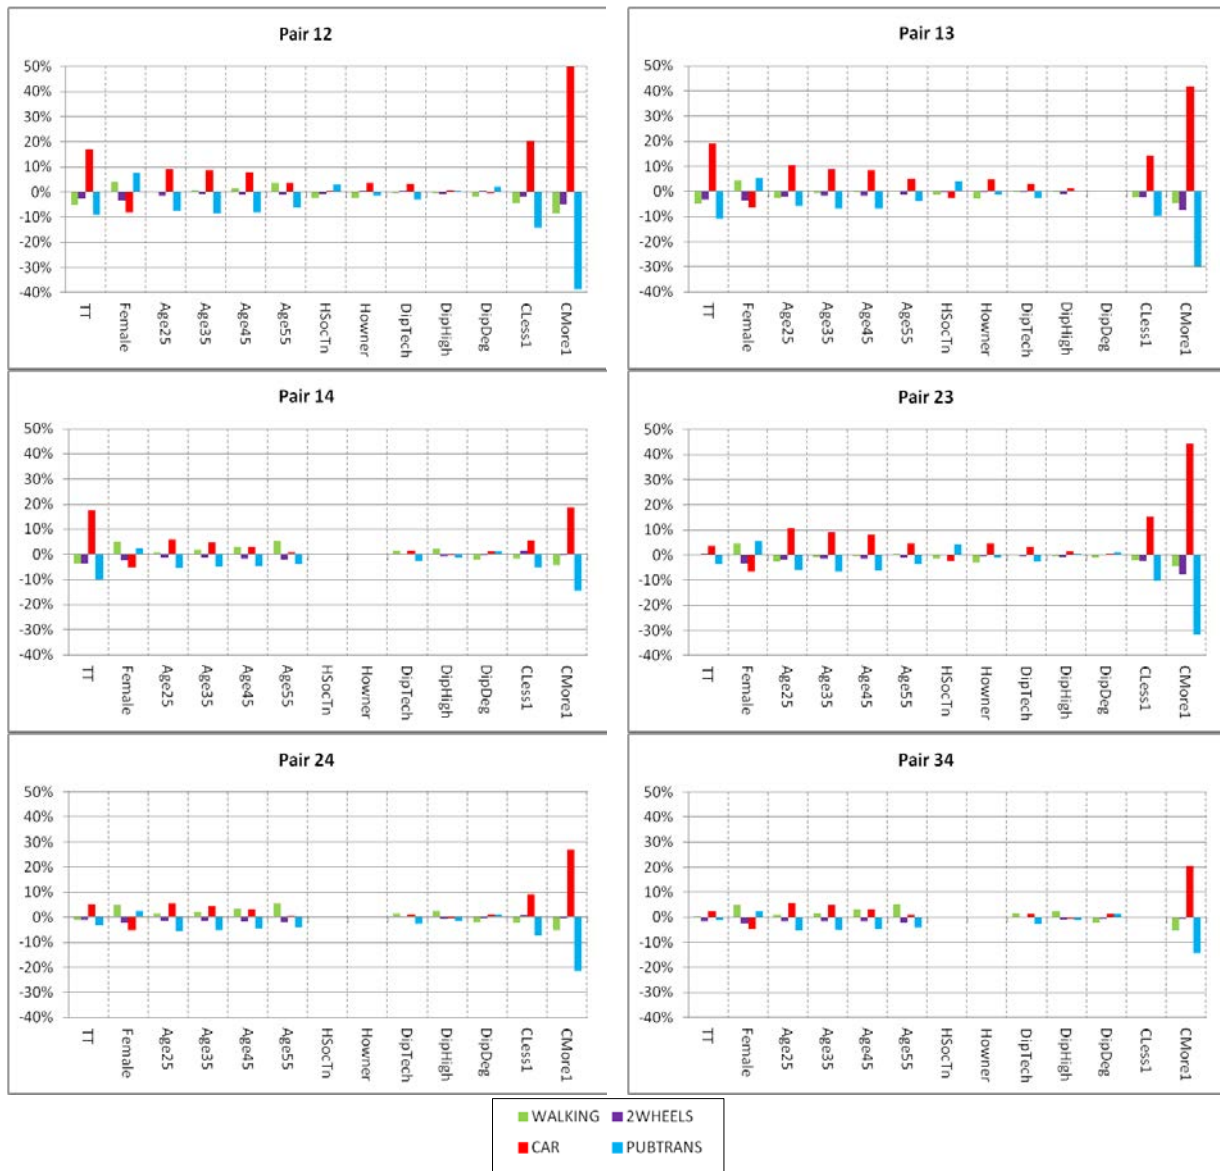 Pair 12
50%
40%
30%
20%
10%
0%
-10%
-20%
-30%
-40%
TT
Female
Age25
Age35
Age45
Age55
HSocTn
Howner
DipTech
DipHigh
DipDeg
CLess1
CMore1
Pair 13
50%
40%
30%
20%
10%
0%
-10%
-20%
-30%
-40%
TT
Female
Age25
Age35
Age45
Age55
HSocTn
Howner
DipTech
DipHigh
DipDeg
CLess1
CMore1
Pair 14
50%
40%
30%
20%
10%
0%
-10%
-20%
-30%
-40%
TT
Female
Age25
Age35
Age45
Age55
HSocTn
Howner
DipTech
DipHigh
DipDeg
CLess1
CMore1
Pair 23
50%
40%
30%
20%
10%
0%
-10%
-20%
-30%
-40%
TT
Female
Age25
Age35
Age45
Age55
HSocTn
Howner
DipTech
DipHigh
DipDeg
CLess1
CMore1
Pair 24
50%
40%
30%
20%
10%
0%
-10%
-20%
-30%
-40%
TT
Female
Age25
Age35
Age45
Age55
HSocTn
Howner
DipTech
DipHigh
DipDeg
CLess1
CMore1
Pair 34
50%
40%
30%
20%
10%
0%
-10%
-20%
-30%
-40%
TT
Female
Age25
Age35
Age45
Age55
HSocTn
Howner
DipTech
DipHigh
DipDeg
CLess1
CMore1
WALKING 2WHEELS
CAR PUBTRANS